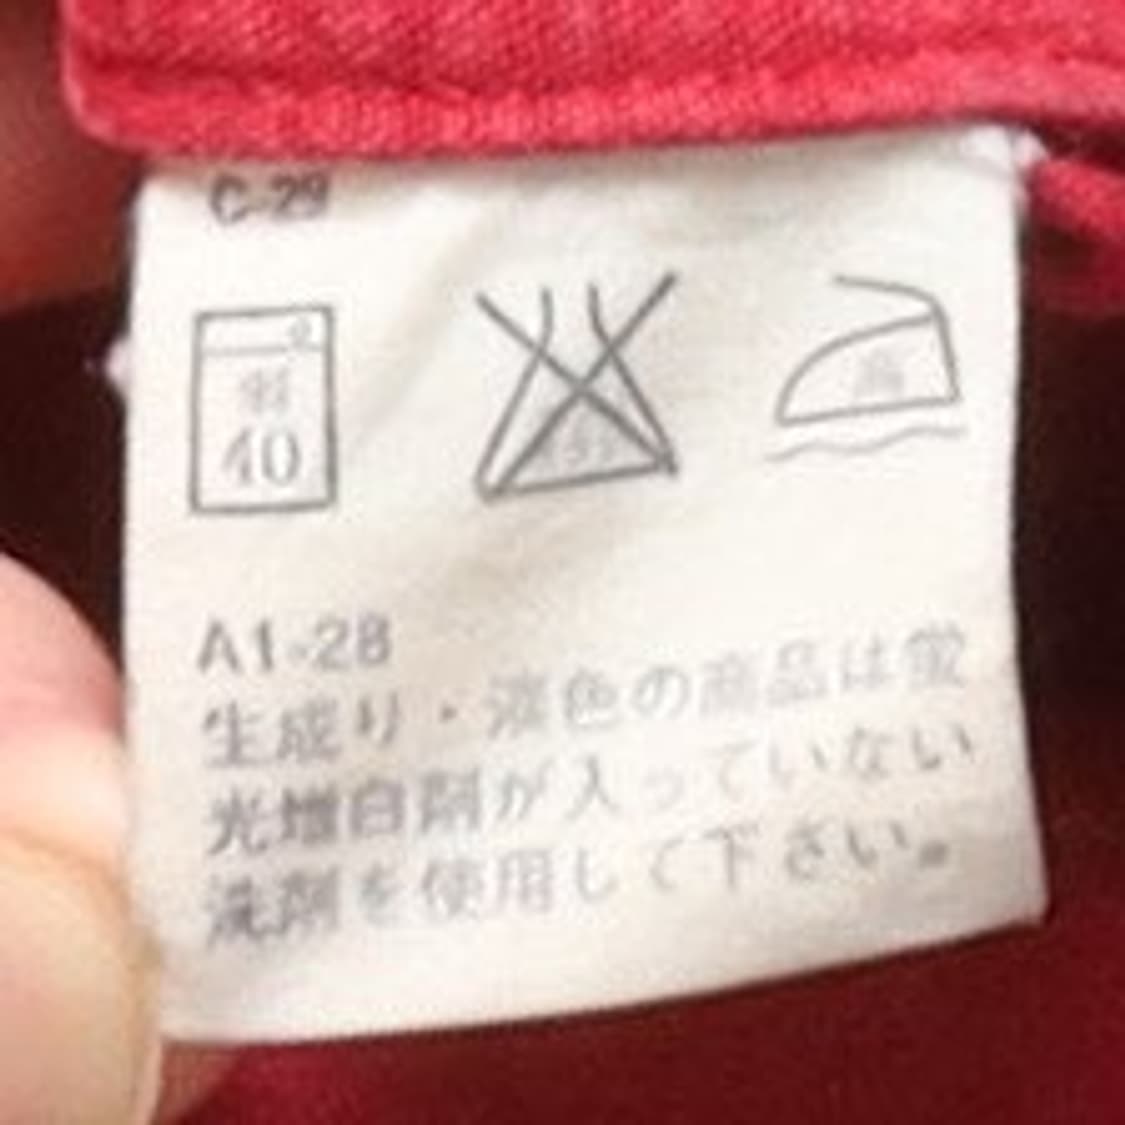 C-29
40
A1-28
生成り・淡色の商品は蛍
光増白剤が入っていない
洗剤を使用して下さい。